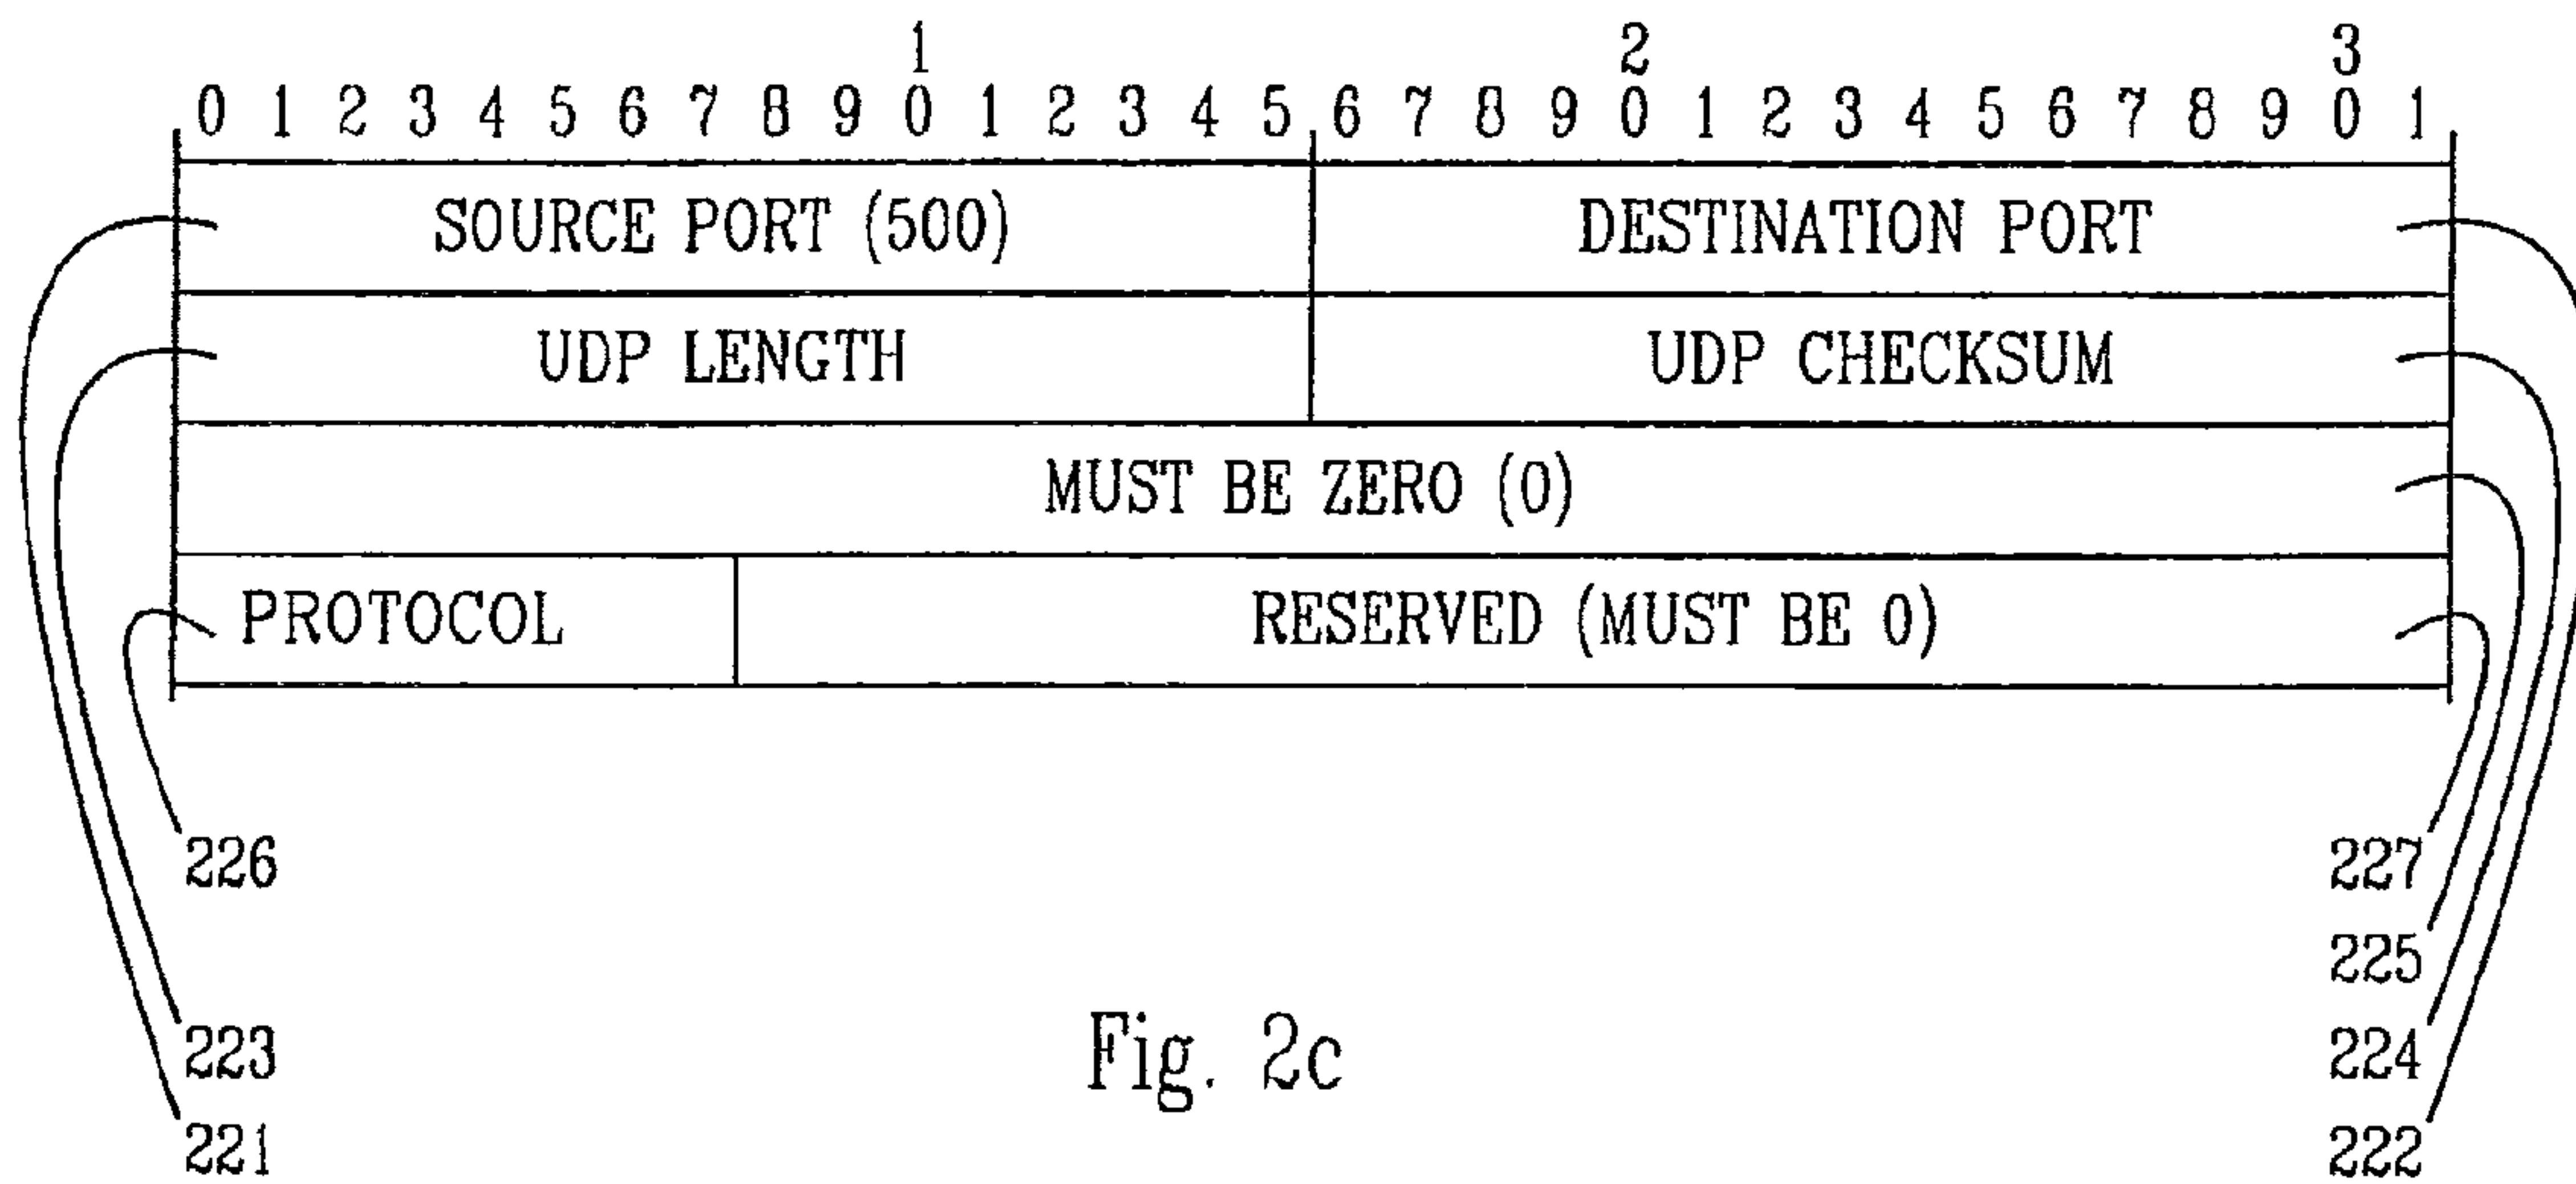 1 2 3
0 1 2 3 4 5 6 7 8 9 0 1 2 3 4 5 6 7 8 9 0 1 2 3 4 5 6 7 8 9 0 1
SOURCE PORT (500) DESTINATION PORT
UDP LENGTH UDP CHECKSUM
MUST BE ZERO (0)
PROTOCOL RESERVED (MUST BE 0)
226 227
225
223 224
221 222
Fig. 2c